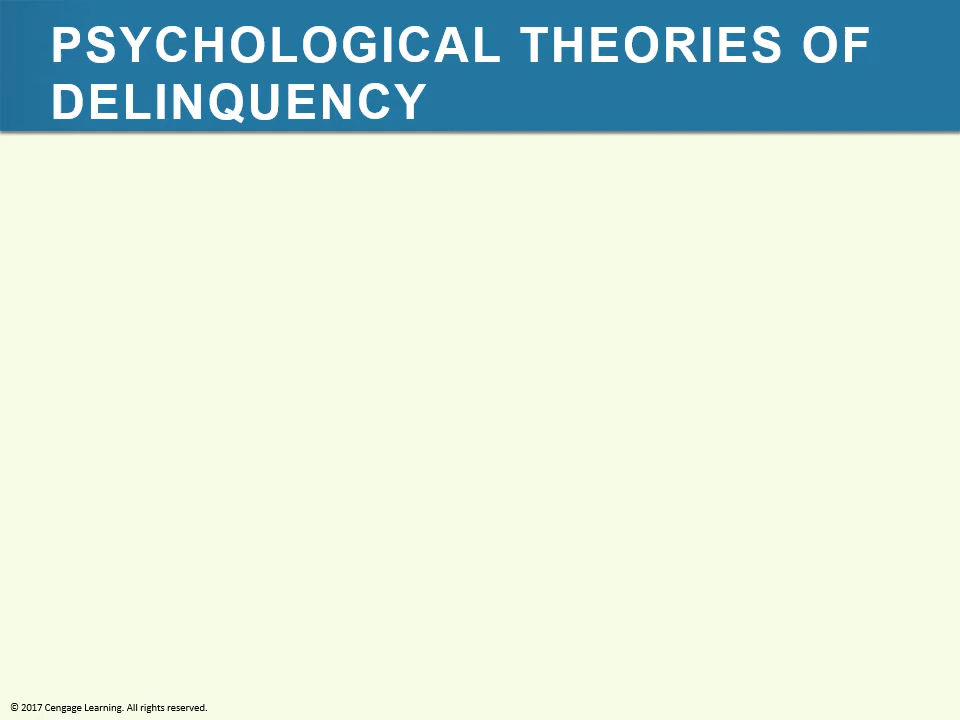 PSYCHOLOGICAL THEORIES OF
DELINQUENCY
© 2017 Cengage Learning. All rights reserved.